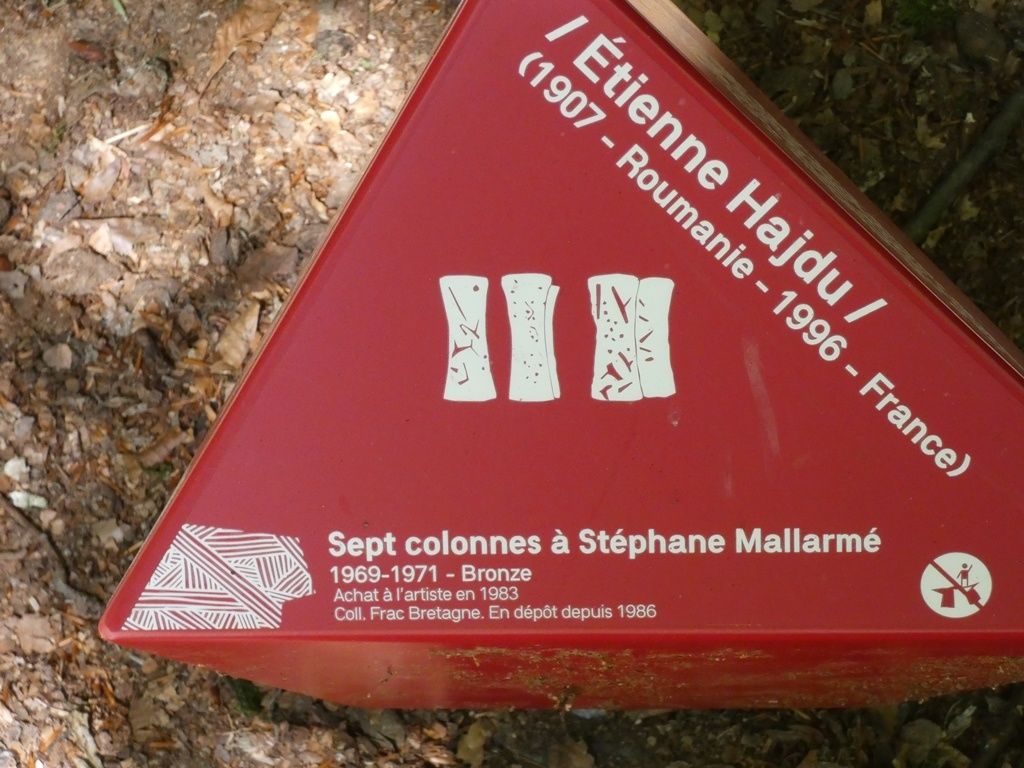 / Étienne Hajdu /
(1907 - Roumanie - 1996 - France)
Sept colonnes à Stéphane Mallarmé
1969-1971 - Bronze
Achat à l'artiste en 1983
Coll. Frac Bretagne. En dépôt depuis 1986